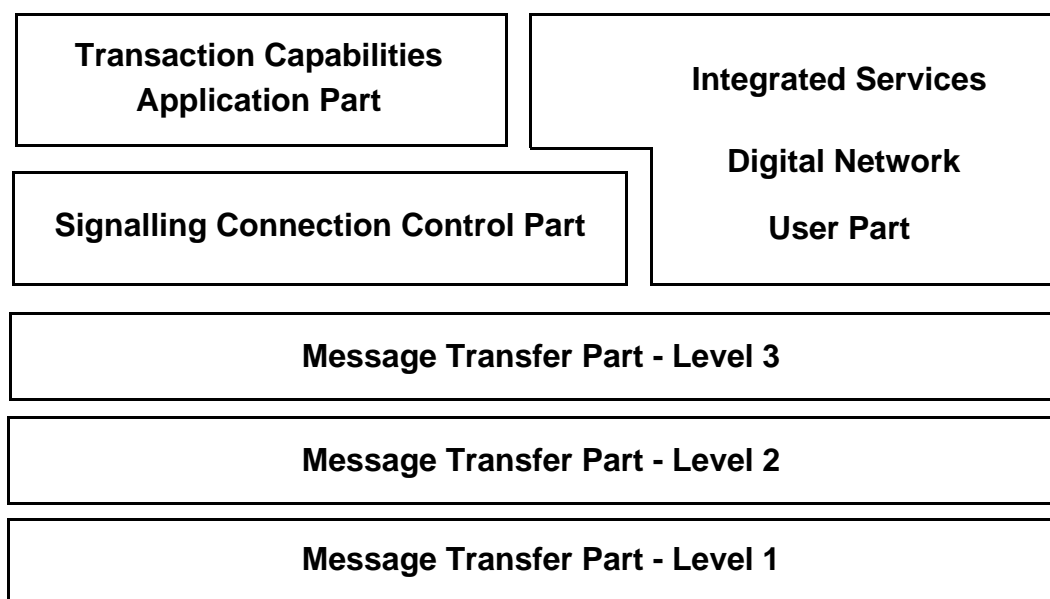 Transaction Capabilities
Application Part
Integrated Services
Digital Network
User Part
Signalling Connection Control Part
Message Transfer Part - Level 3
Message Transfer Part - Level 2
Message Transfer Part - Level 1